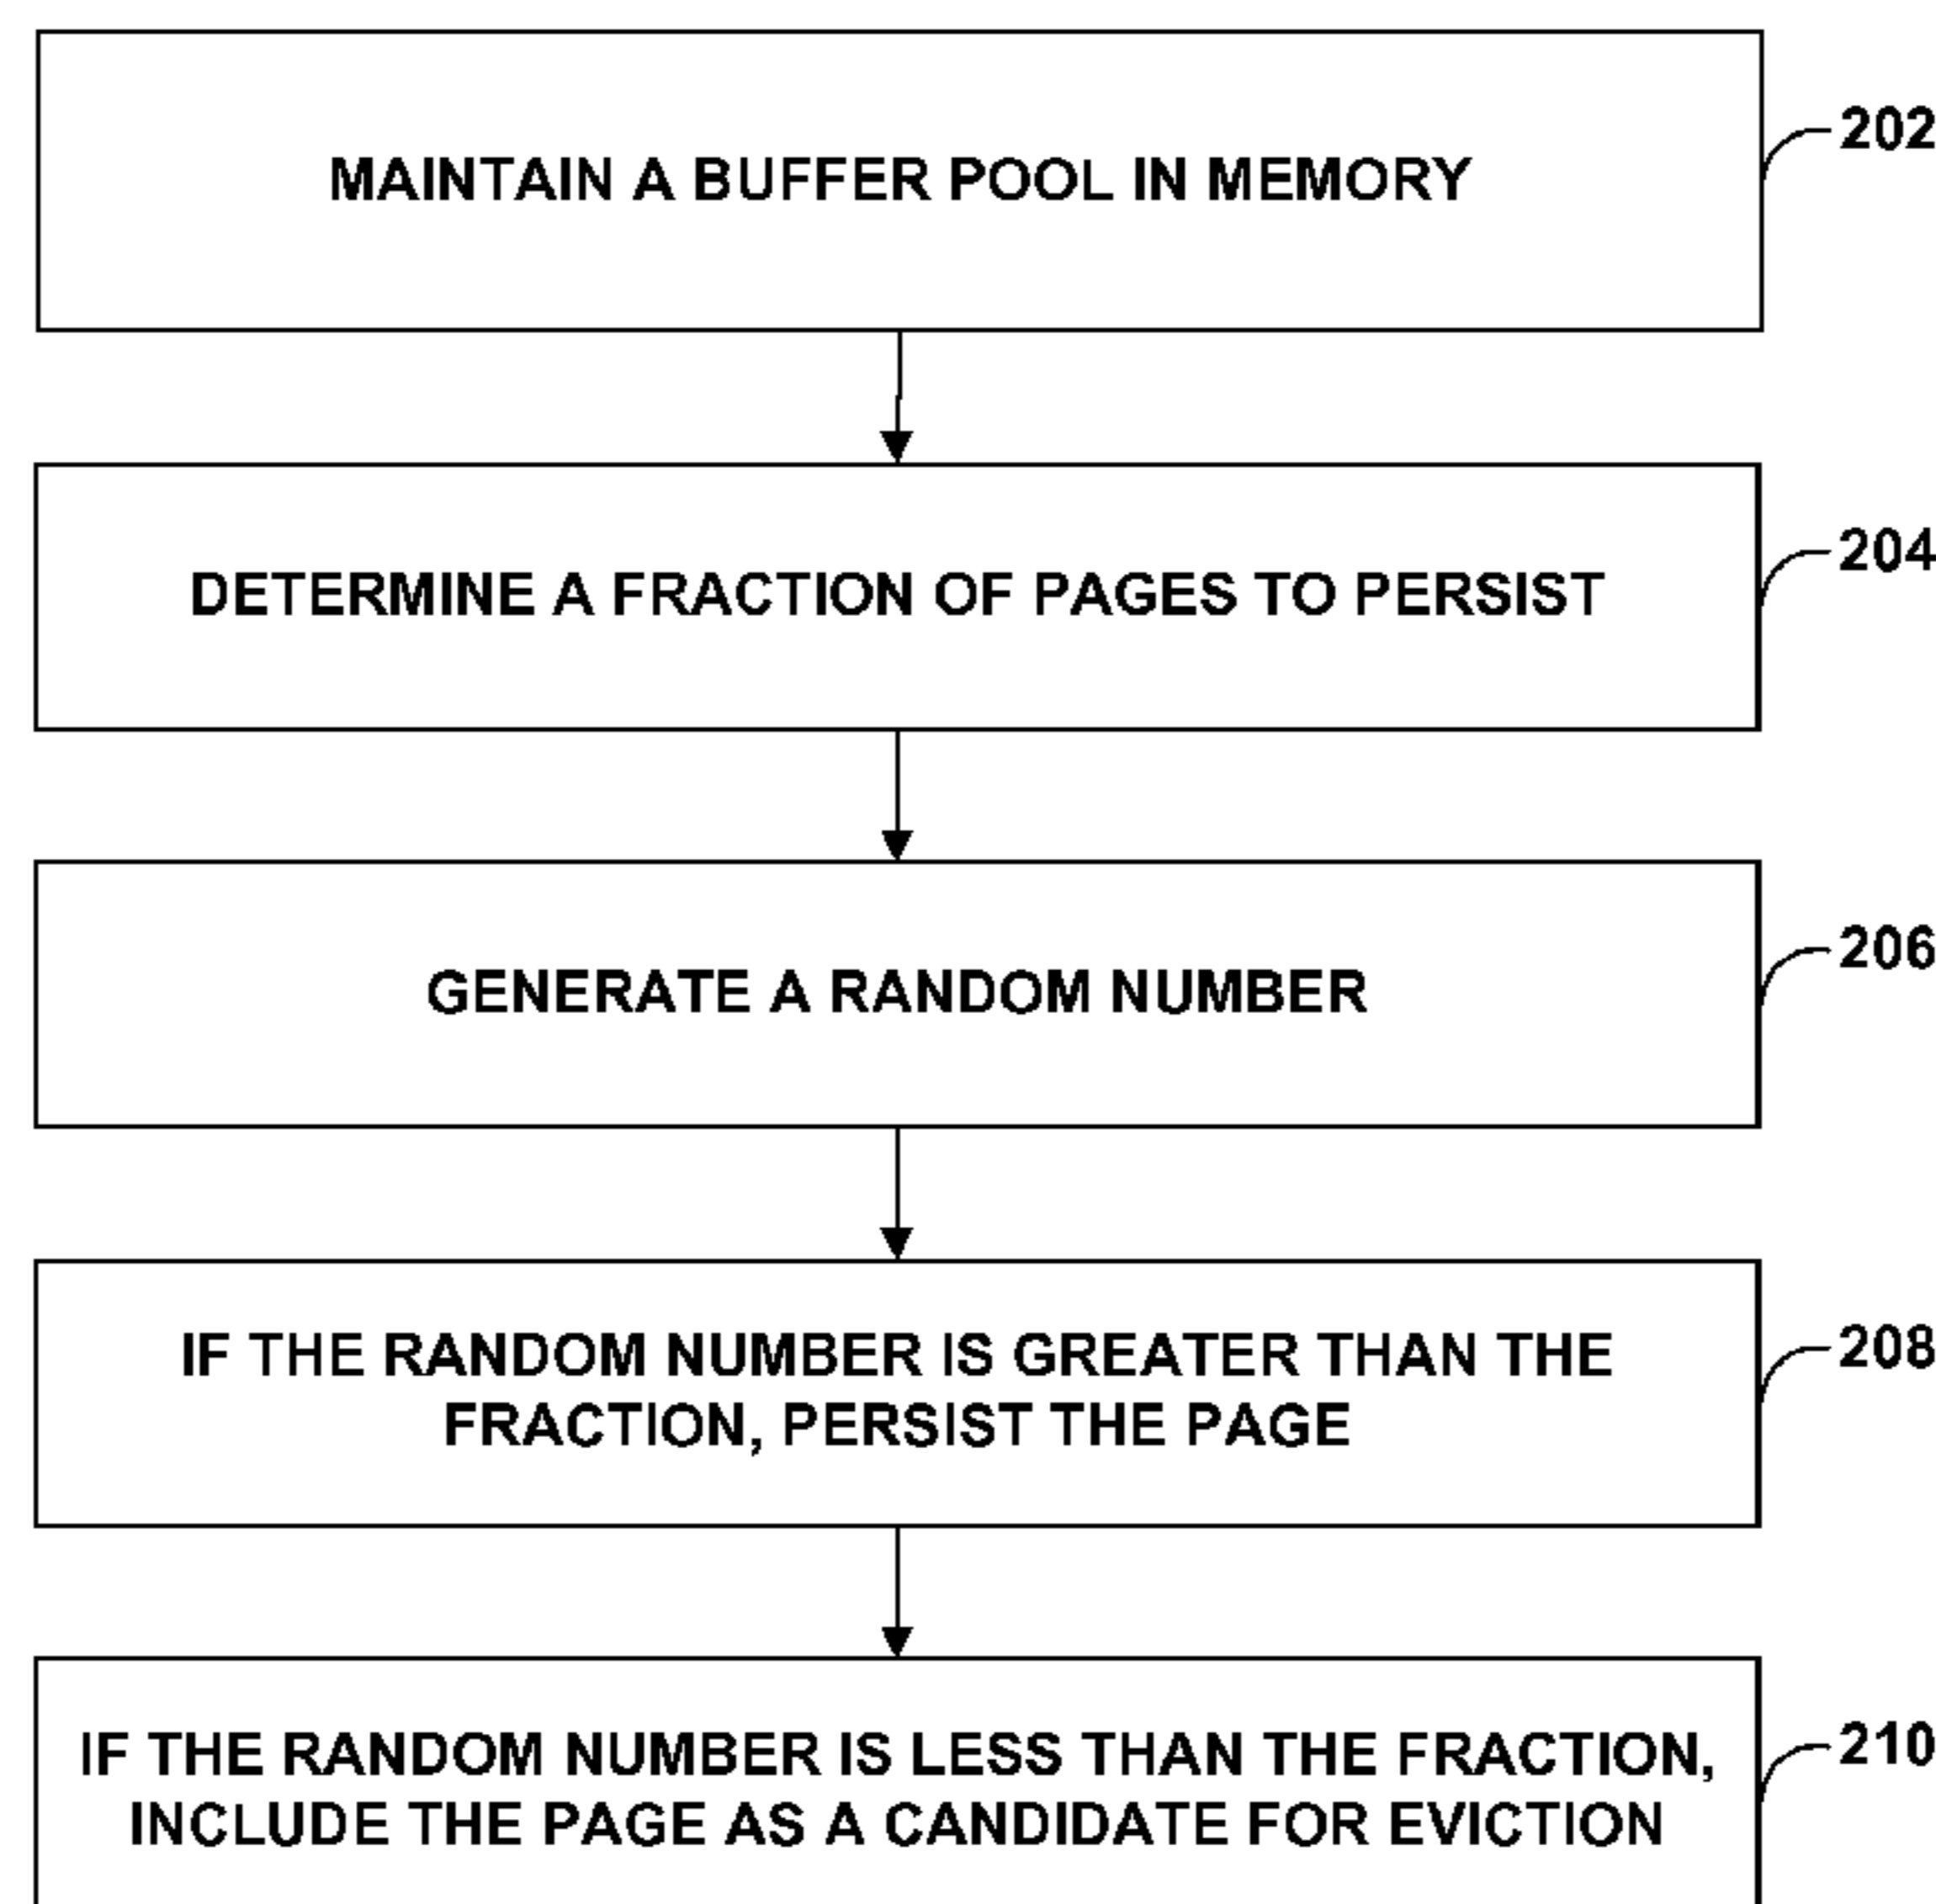 MAINTAIN A BUFFER POOL IN MEMORY
202
DETERMINE A FRACTION OF PAGES TO PERSIST
204
GENERATE A RANDOM NUMBER
206
IF THE RANDOM NUMBER IS GREATER THAN THE
FRACTION, PERSIST THE PAGE
208
IF THE RANDOM NUMBER IS LESS THAN THE FRACTION,
INCLUDE THE PAGE AS A CANDIDATE FOR EVICTION
210